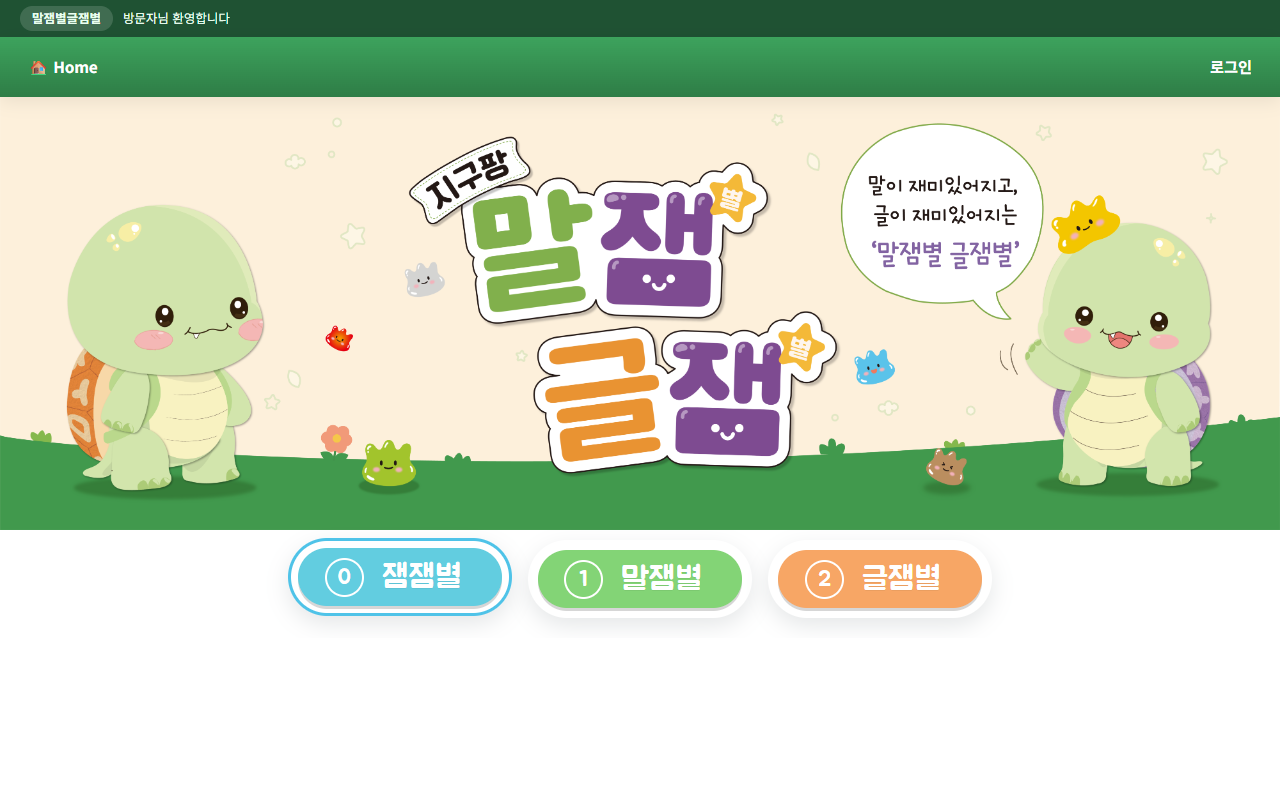 말잼별글잼별 방문자님 환영합니다
Home
로그인
지구팡
말잼별
글잼별
말이 재미있어지고,
글이 재미있어지는
‘말잼별 글잼별’
0 잼잼별
1 말잼별
2 글잼별